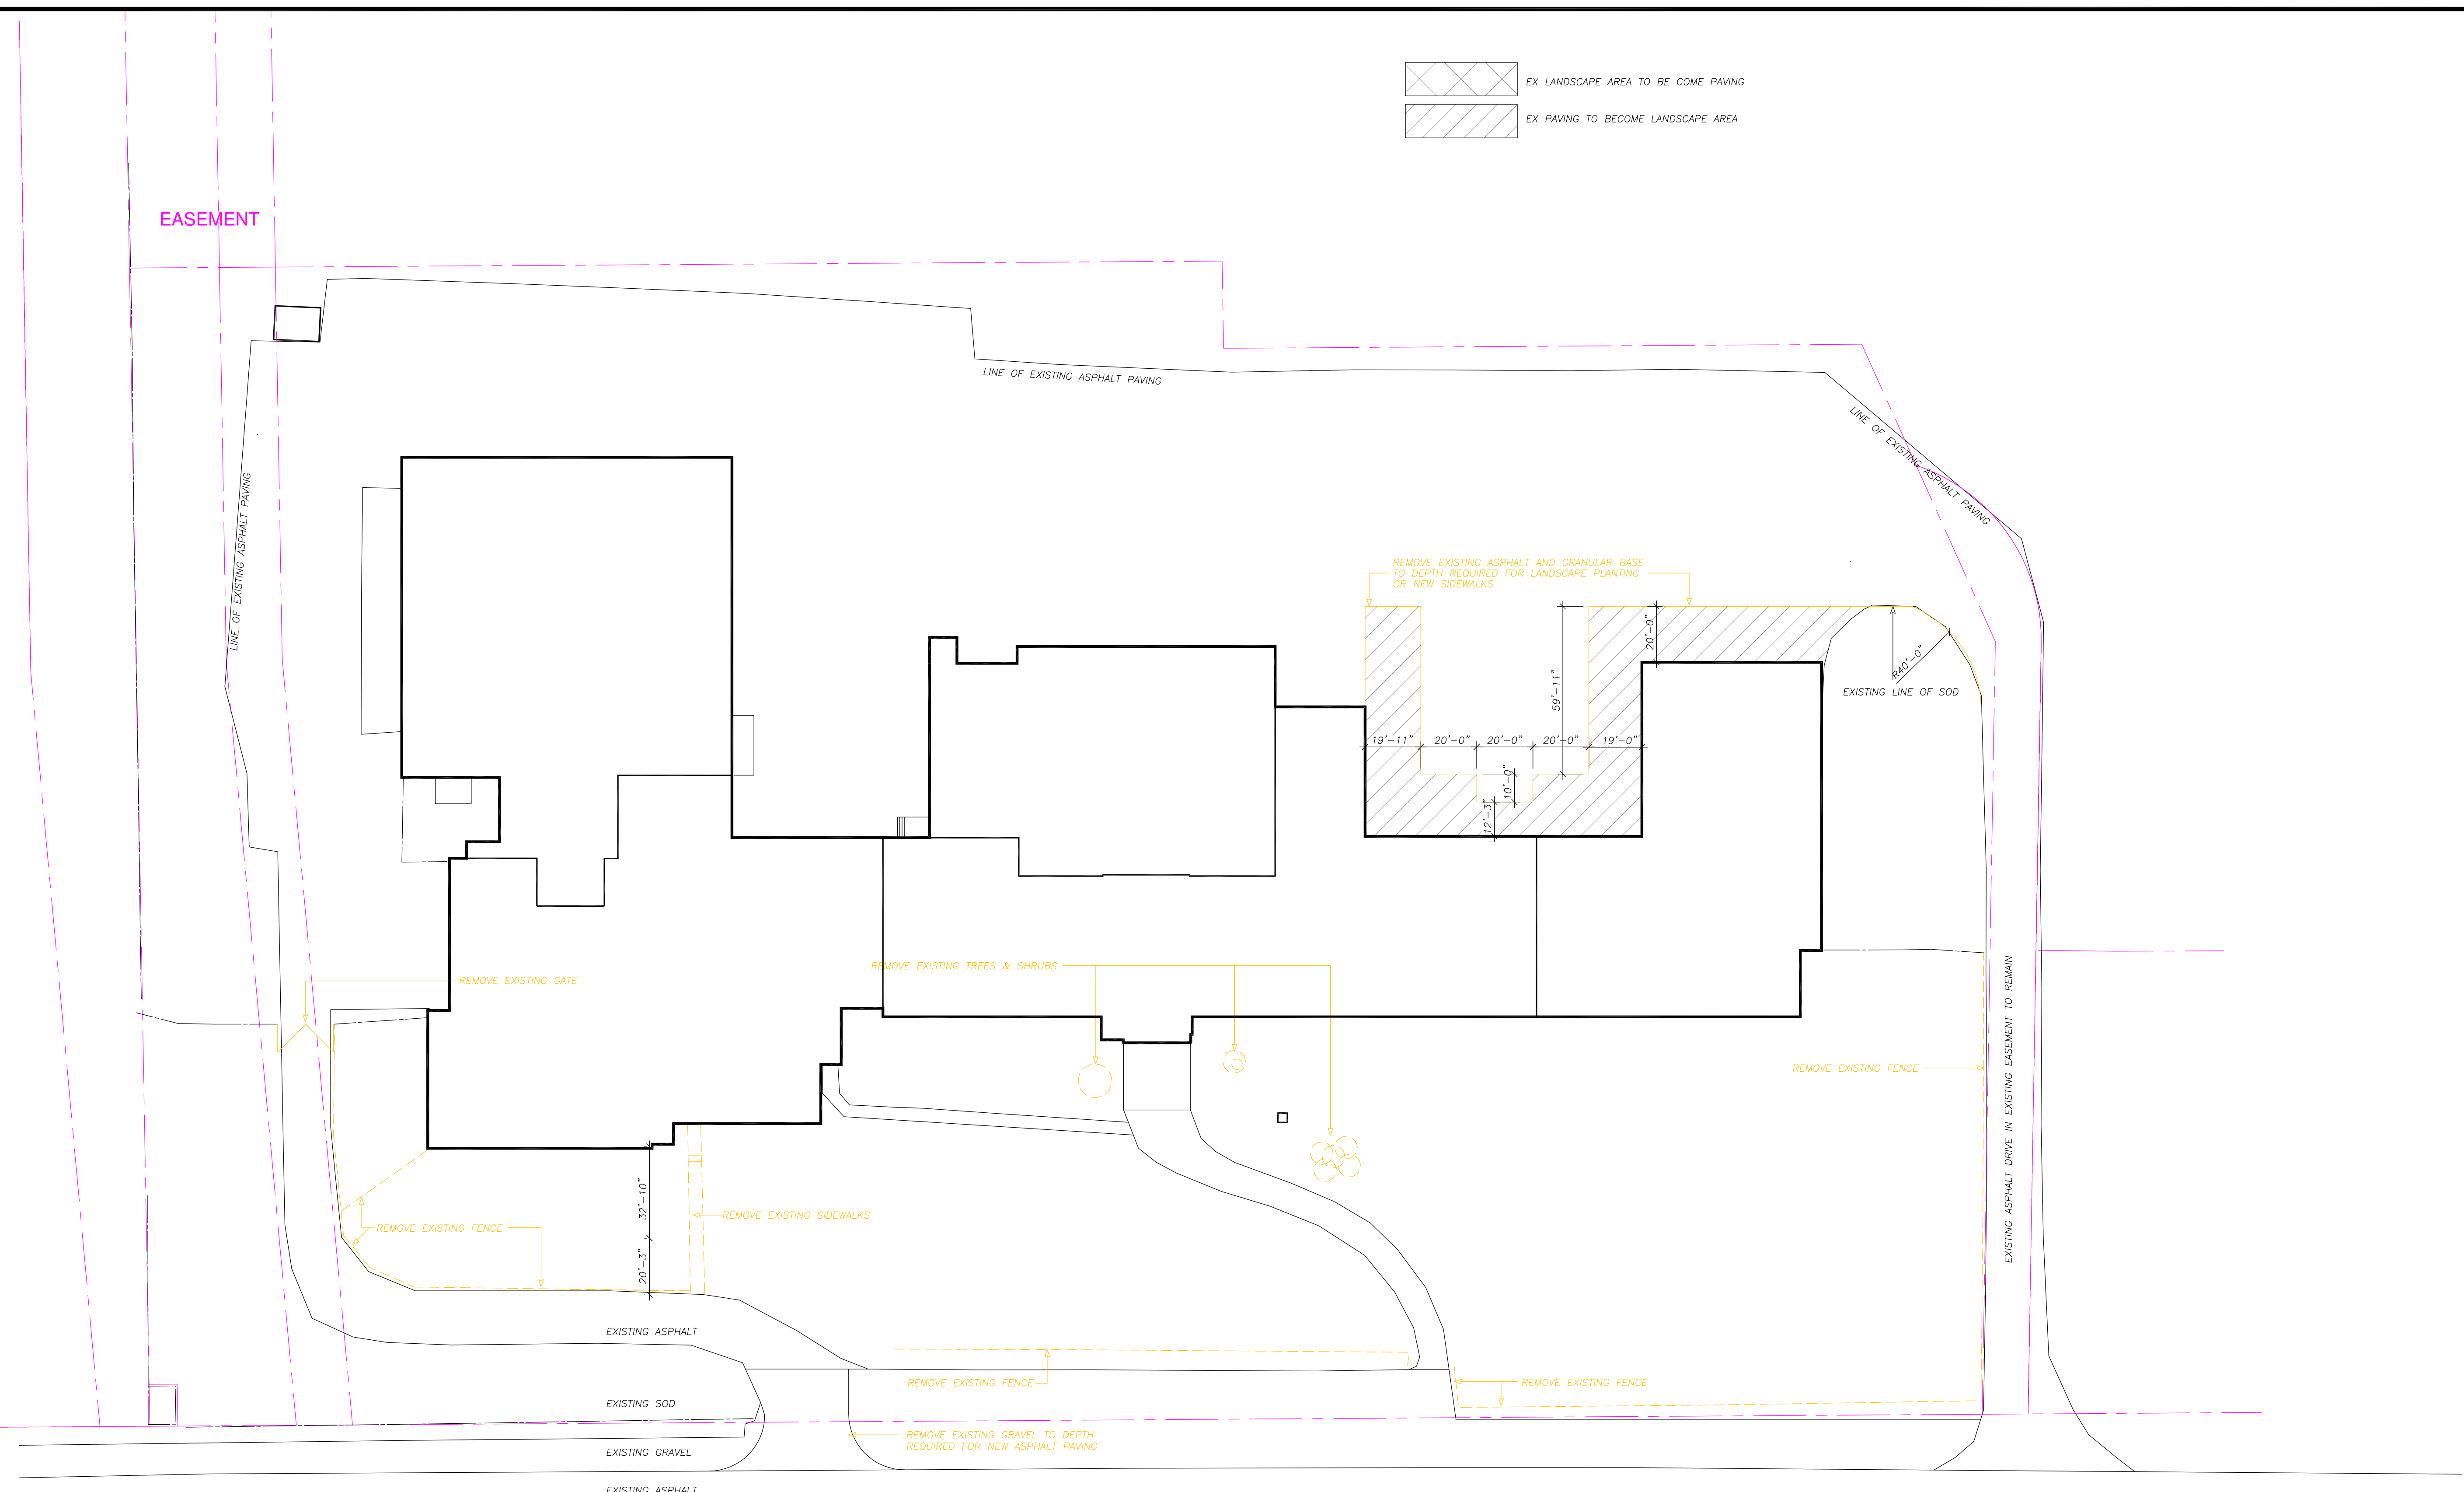 EX LANDSCAPE AREA TO BE COME PAVING
EX PAVING TO BECOME LANDSCAPE AREA
EASEMENT
LINE OF EXISTING ASPHALT PAVING
LINE OF EXISTING ASPHALT PAVING
LINE OF EXISTING ASPHALT PAVING
REMOVE EXISTING ASPHALT AND GRANULAR BASE
TO DEPTH REQUIRED FOR LANDSCAPE PLANTING
OR NEW SIDEWALKS
20'-0"
59'-11"
R40'-0"
EXISTING LINE OF SOD
19'-11"
20'-0"
20'-0"
20'-0"
19'-0"
10'-0"
12'-3"
REMOVE EXISTING TREES & SHRUBS
REMOVE EXISTING GATE
EXISTING ASPHALT DRIVE IN EXISTING EASEMENT TO REMAIN
REMOVE EXISTING FENCE
32'-10"
REMOVE EXISTING SIDEWALKS
REMOVE EXISTING FENCE
20'-3"
EXISTING ASPHALT
REMOVE EXISTING FENCE
REMOVE EXISTING FENCE
EXISTING SOD
REMOVE EXISTING GRAVEL TO DEPTH
REQUIRED FOR NEW ASPHALT PAVING
EXISTING GRAVEL
EXISTING ASPHALT